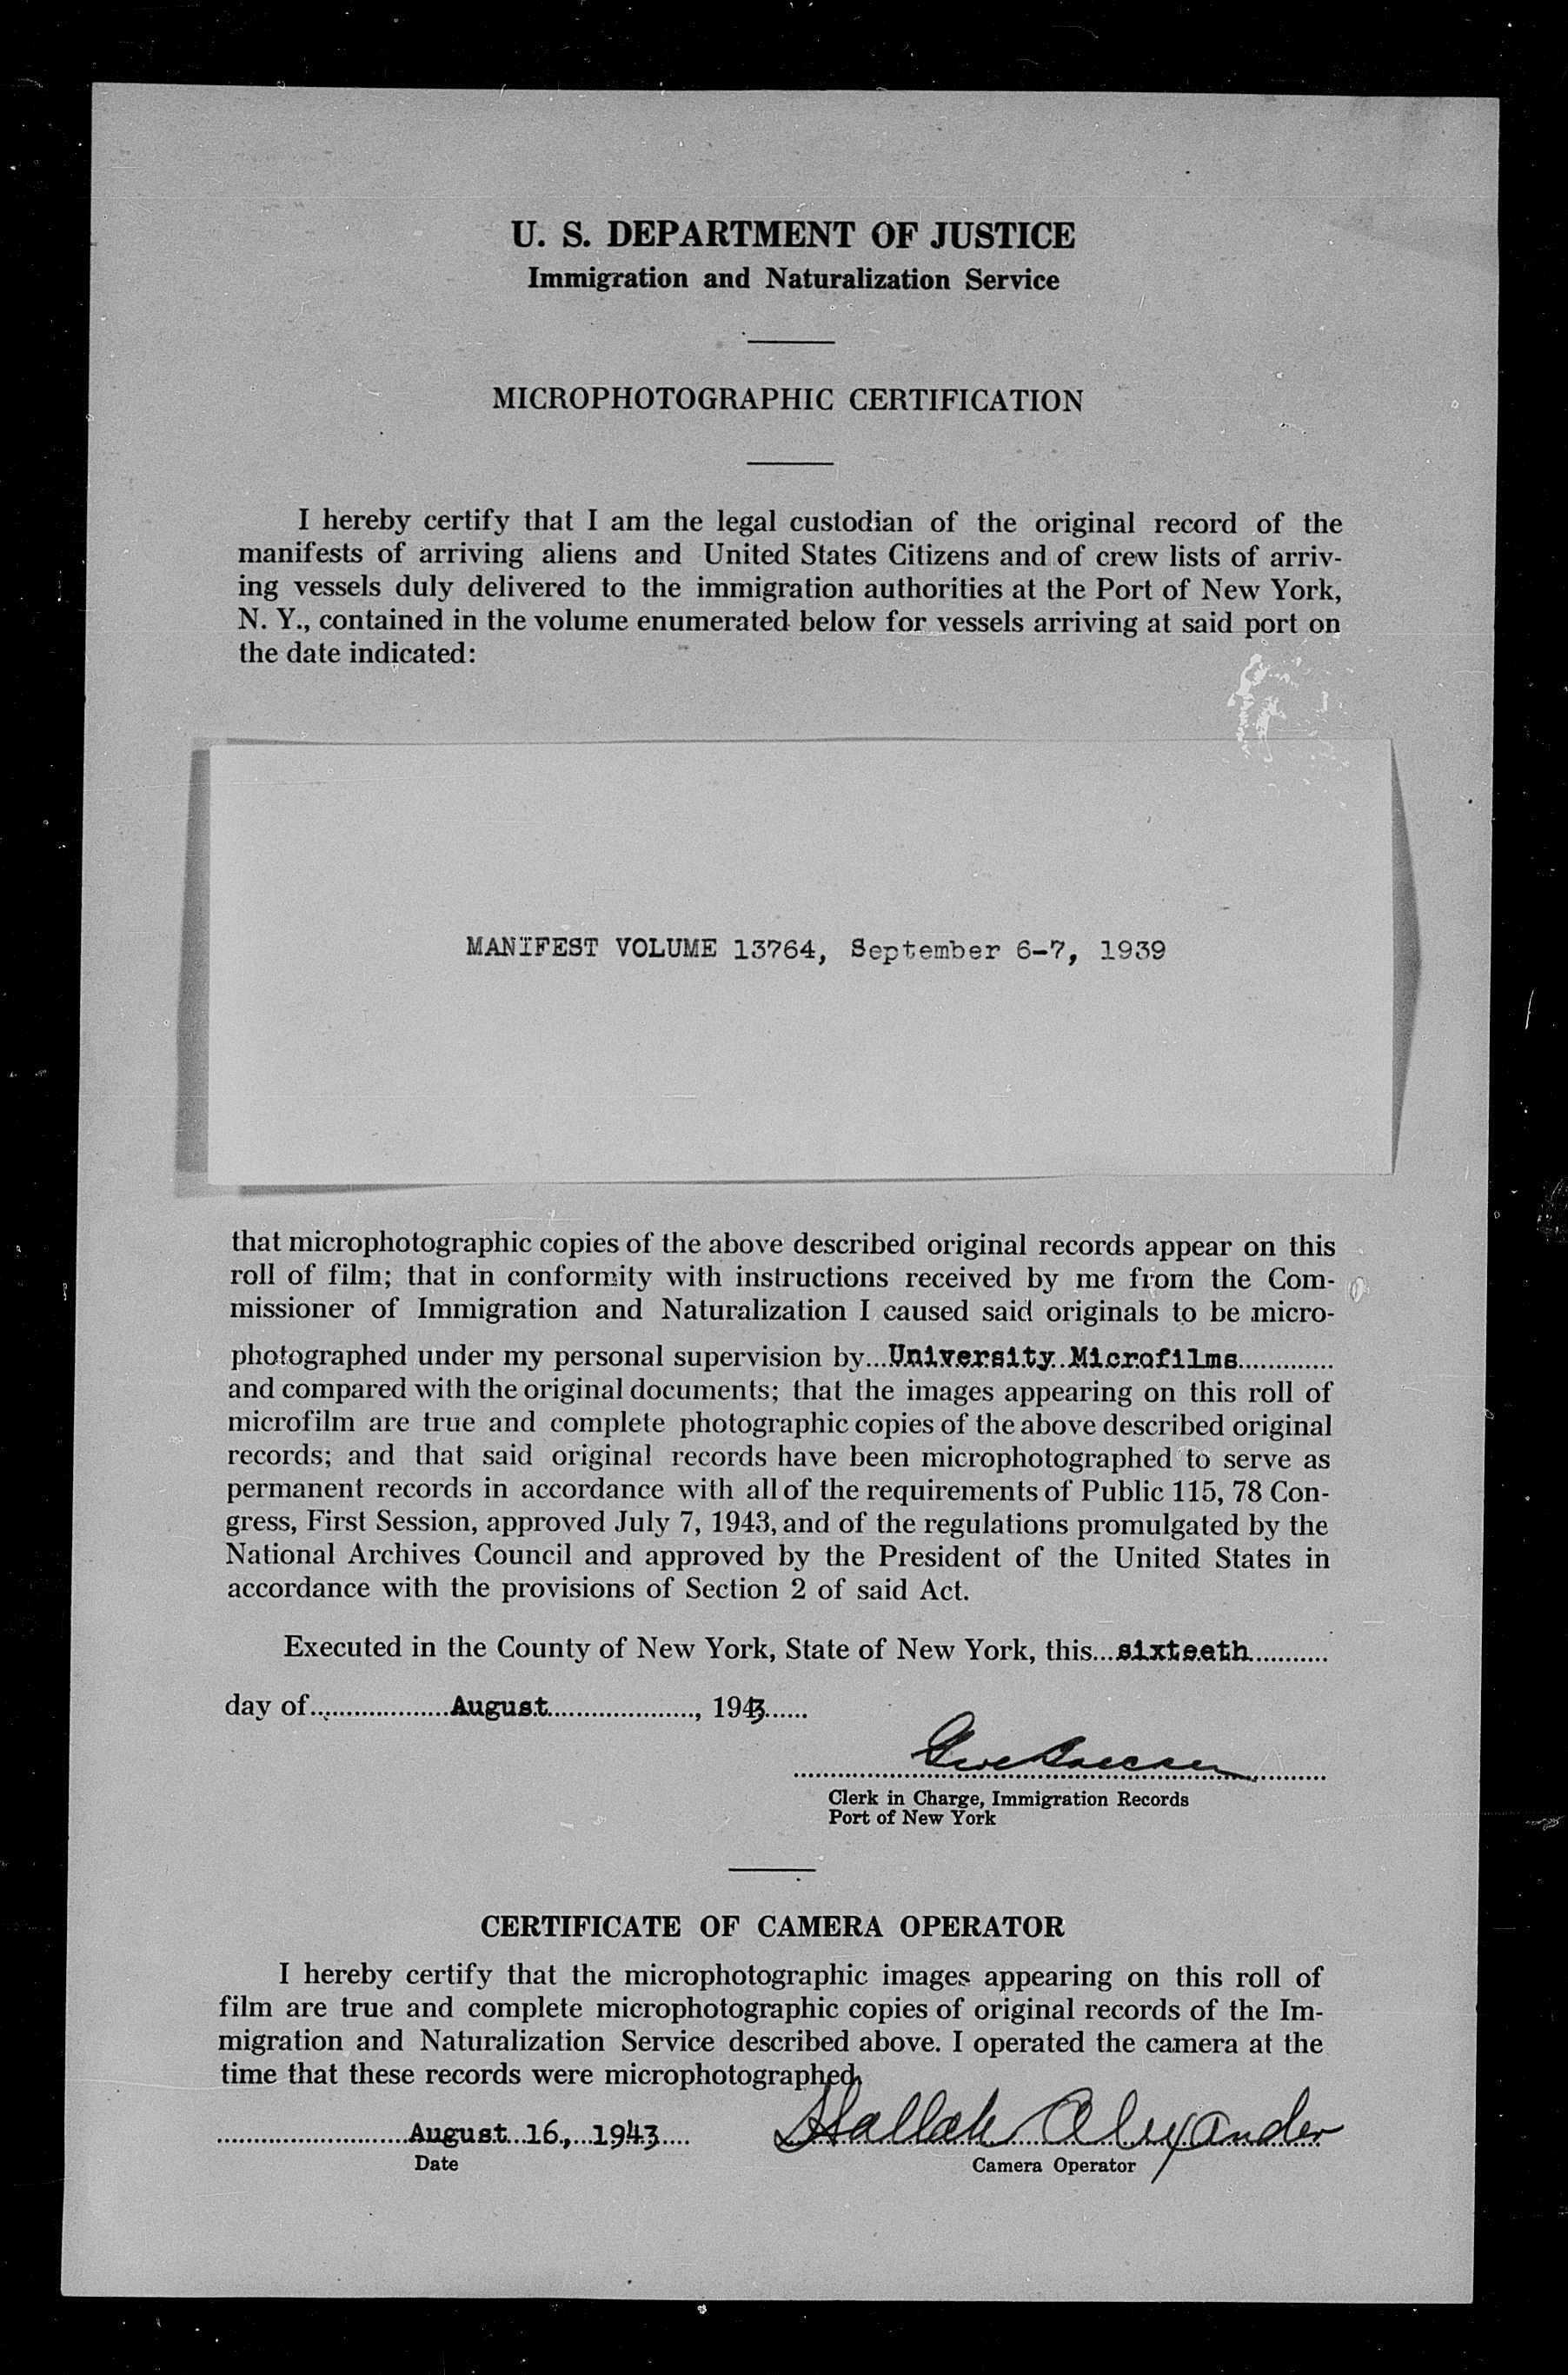 U. S. DEPARTMENT OF JUSTICE
Immigration and Naturalization Service
MICROPHOTOGRAPHIC CERTIFICATION
I hereby certify that I am the legal custodian of the original record of the
manifests of arriving aliens and United States Citizens and of crew lists of arriv-
ing vessels duly delivered to the immigration authorities at the Port of New York,
N. Y., contained in the volume enumerated below for vessels arriving at said port on
the date indicated:
MANIFEST VOLUME 13764, September 6-7, 1939
that microphotographic copies of the above described original records appear on this
roll of film; that in conformity with instructions received by me from the Com-
missioner of Immigration and Naturalization I caused said originals to be micro-
photographed under my personal supervision by...University Microfilms.............
and compared with the original documents; that the images appearing on this roll of
microfilm are true and complete photographic copies of the above described original
records; and that said original records have been microphotographed to serve as
permanent records in accordance with all of the requirements of Public 115, 78 Con-
gress, First Session, approved July 7, 1943, and of the regulations promulgated by the
National Archives Council and approved by the President of the United States in
accordance with the provisions of Section 2 of said Act.
Executed in the County of New York, State of New York, this...sixteeth...........
day of...................August....................., 1943......
Clerk in Charge, Immigration Records
Port of New York
CERTIFICATE OF CAMERA OPERATOR
I hereby certify that the microphotographic images appearing on this roll of
film are true and complete microphotographic copies of original records of the Im-
migration and Naturalization Service described above. I operated the camera at the
time that these records were microphotographed.
..........................August 16, 1943.... Alexander
Date
Camera Operator